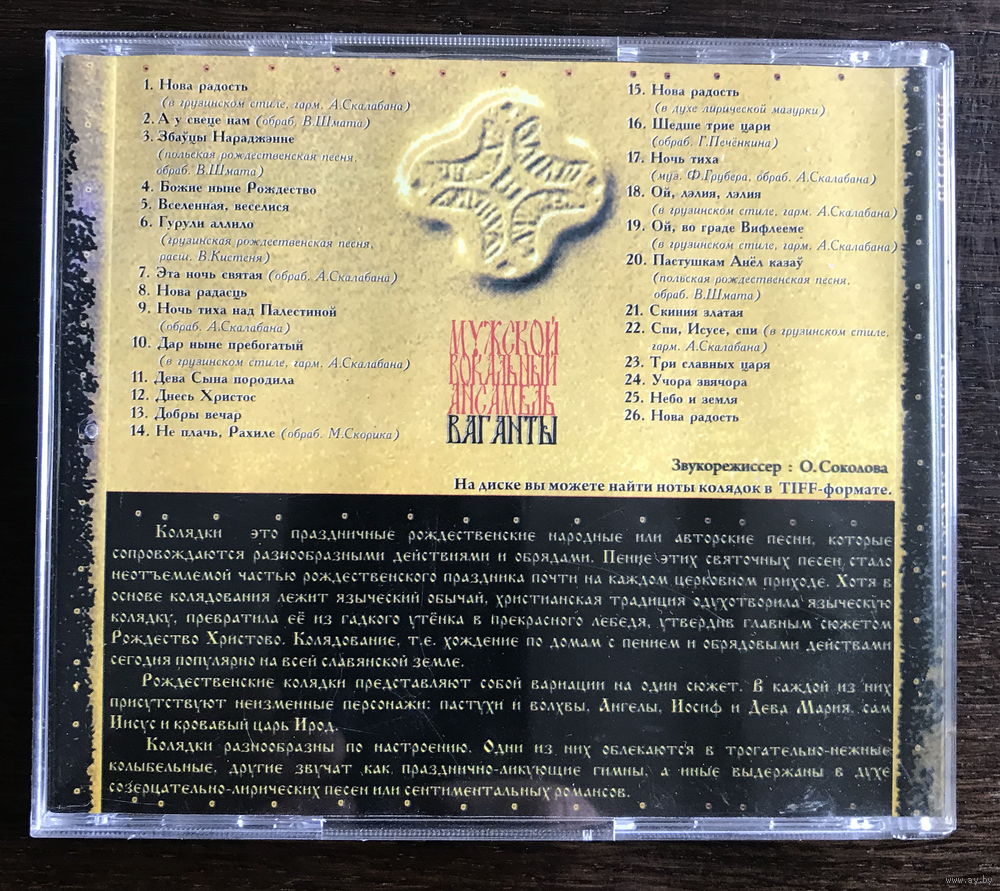 1. Нова радость
(в грузинском стиле, гарм. А.Скалабана)
2. А у свеце нам (обраб. В.Шмата)
3. Збаўцы Нараджэнне
(польская рождественская песня,
обраб. В.Шмата)
4. Божие ныне Рождество
5. Вселенная, веселися
6. Гурули аллило
(грузинская рождественская песня,
расш. В.Кистеня)
7. Эта ночь святая (обраб. А.Скалабана)
8. Нова радасць
9. Ночь тиха над Палестиной
(обраб. А.Скалабана)
10. Дар ныне пребогатый
(в грузинском стиле, гарм. А.Скалабана)
11. Дева Сына породила
12. Днесь Христос
13. Добры вечар
14. Не плачь, Рахиле (обраб. М.Скорика)
15. Нова радость
(в духе лирической мазурки)
16. Шедше трие цари
(обраб. Г.Печёнкина)
17. Ночь тиха
(муз. Ф.Грубера, обраб. А.Скалабана)
18. Ой, лэлия, лэлия
(в грузинском стиле, гарм. А.Скалабана)
19. Ой, во граде Вифлееме
(в грузинском стиле, гарм. А.Скалабана)
20. Пастушкам Анёл казаў
(польская рождественская песня,
обраб. В.Шмата)
21. Скиния златая
22. Спи, Исусе, спи (в грузинском стиле,
гарм. А.Скалабана)
23. Три славных царя
24. Учора звячора
25. Небо и земля
26. Нова радость
МУЖСКОЙ
ВОКАЛЬНЫЙ
АНСАМБЛЬ
ВАГАНТЫ
Звукорежиссер : О.Соколова
На диске вы можете найти ноты колядок в TIFF-формате.
Колядки это праздничные рождественские народные или авторские песни, которые
сопровождаются разнообразными действиями и обрядами. Пение этих святочных песен стало
неотъемлемой частью рождественского праздника почти на каждом церковном приходе. Хотя в
основе колядования лежит языческий обычай, христианская традиция одухотворила языческую
колядку, превратила её из гадкого утёнка в прекрасного лебедя, утвердив главным сюжетом
Рождество Христово. Колядование, т.е. хождение по домам с пением и обрядовыми действами
сегодня популярно на всей славянской земле.
Рождественские колядки представляют собой вариации на один сюжет. В каждой из них
присутствуют неизменные персонажи: пастухи и волхвы, Ангелы, Иосиф и Дева Мария, сам
Иисус и кровавый царь Ирод.
Колядки разнообразны по настроению. Одни из них облекаются в трогательно-нежные
колыбельные, другие звучат как празднично-ликующие гимны, а иные выдержаны в духе
созерцательно-лирических песен или сентиментальных романсов.
www.ay.by